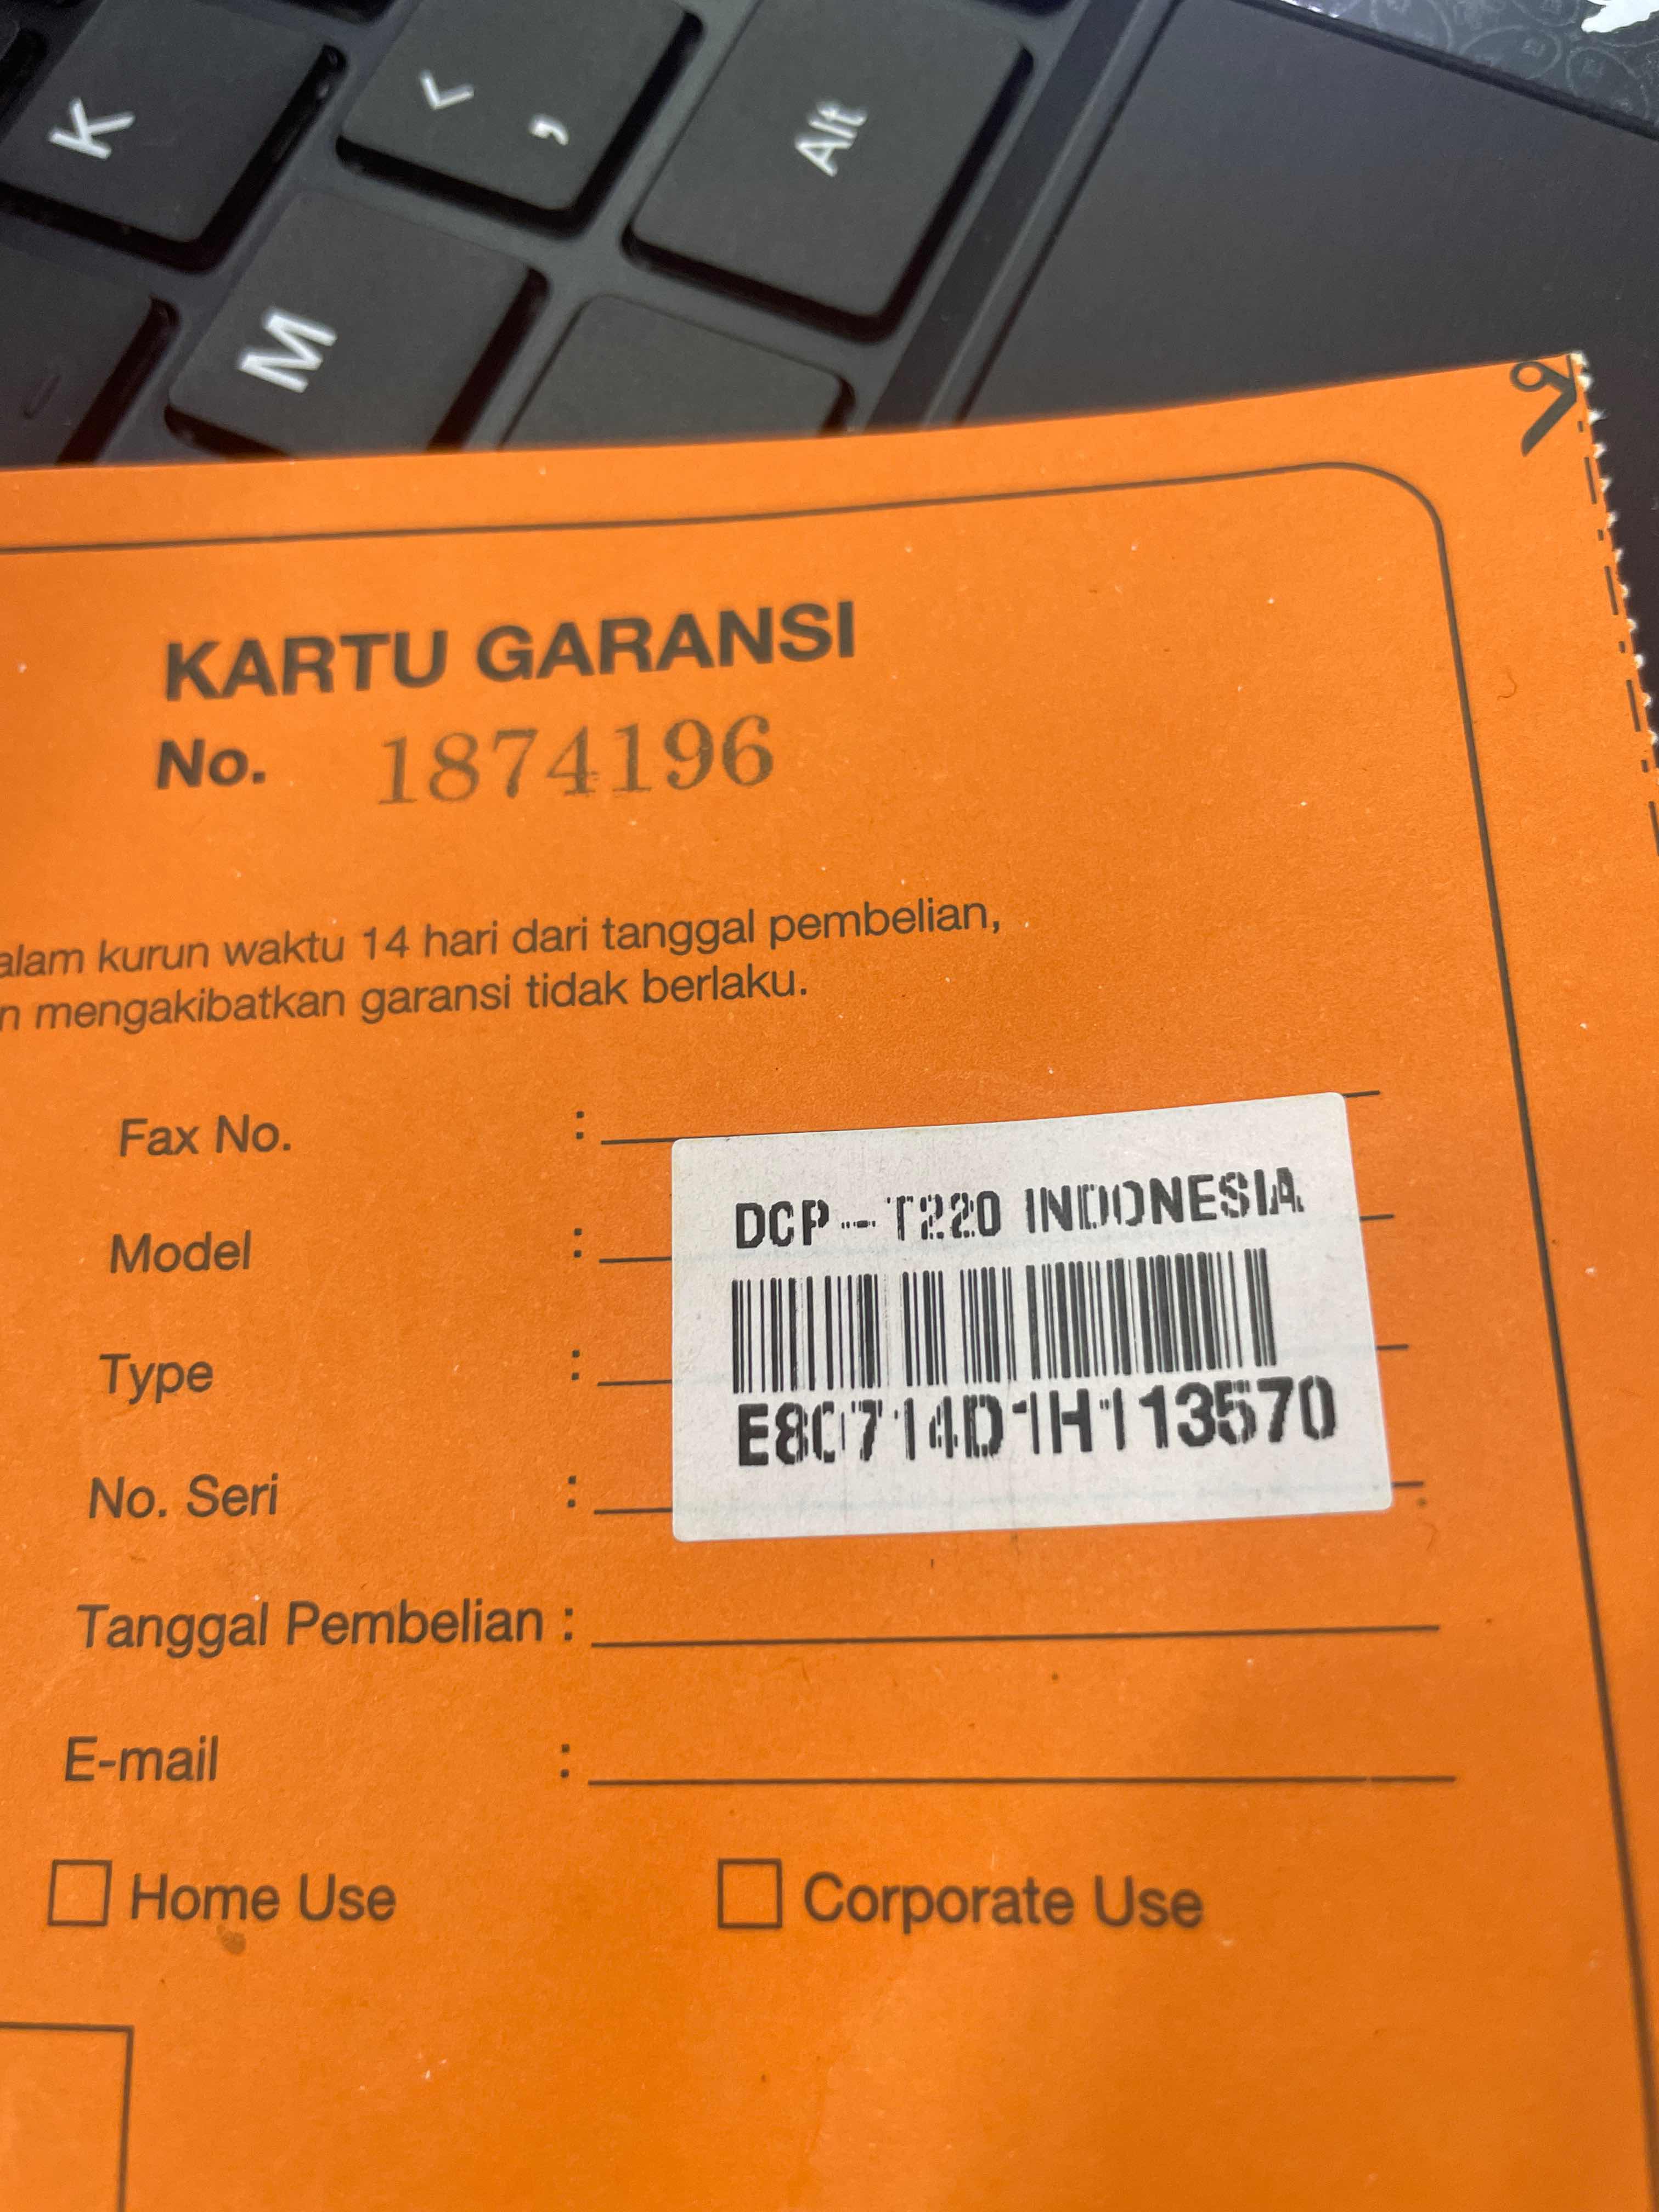 K
<
,
Alt
M
KARTU GARANSI
No. 1874196
alam kurun waktu 14 hari dari tanggal pembelian,
n mengakibatkan garansi tidak berlaku.
Fax No. :
Model :
Type :
No. Seri :
DCP-T220 INDONESIA
E80714D1H113570
Tanggal Pembelian :
E-mail :
Home Use
Corporate Use